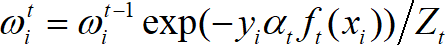 ω_i^t = ω_i^{t-1} exp(-y_i α_t f_t(x_i))/Z_t